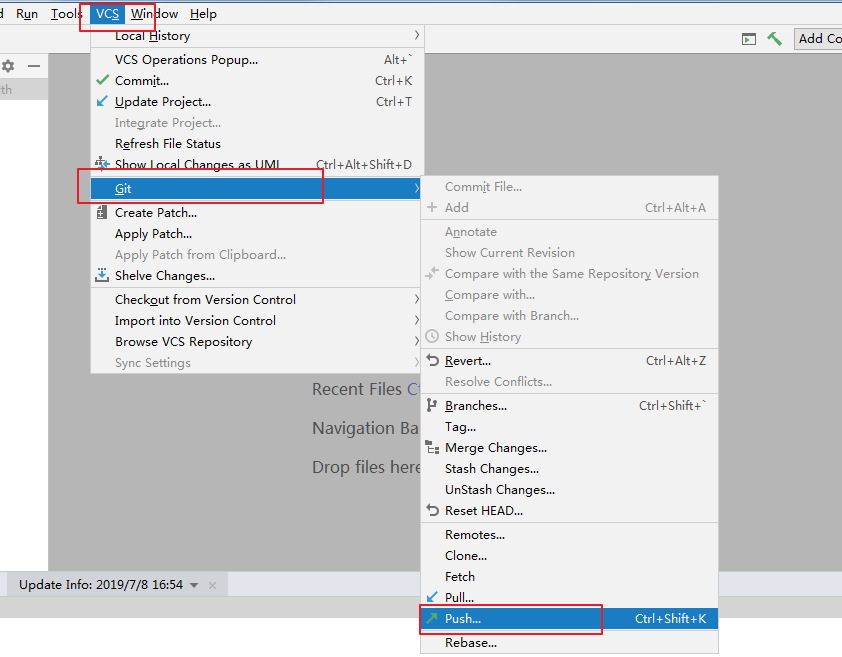 d Run Tools VCS Window Help
Add Co
th
Local History
VCS Operations Popup... Alt+`
Commit... Ctrl+K
Update Project... Ctrl+T
Integrate Project...
Refresh File Status
Show Local Changes as UML Ctrl+Alt+Shift+D
Git
Create Patch...
Apply Patch...
Apply Patch from Clipboard...
Shelve Changes...
Checkout from Version Control
Import into Version Control
Browse VCS Repository
Sync Settings
Commit File...
Add Ctrl+Alt+A
Annotate
Show Current Revision
Compare with the Same Repository Version
Compare with...
Compare with Branch...
Show History
Revert... Ctrl+Alt+Z
Resolve Conflicts...
Branches... Ctrl+Shift+`
Tag...
Merge Changes...
Stash Changes...
UnStash Changes...
Reset HEAD...
Remotes...
Clone...
Fetch
Pull...
Push... Ctrl+Shift+K
Rebase...
Recent Files C
Navigation Ba
Drop files here
Update Info: 2019/7/8 16:54